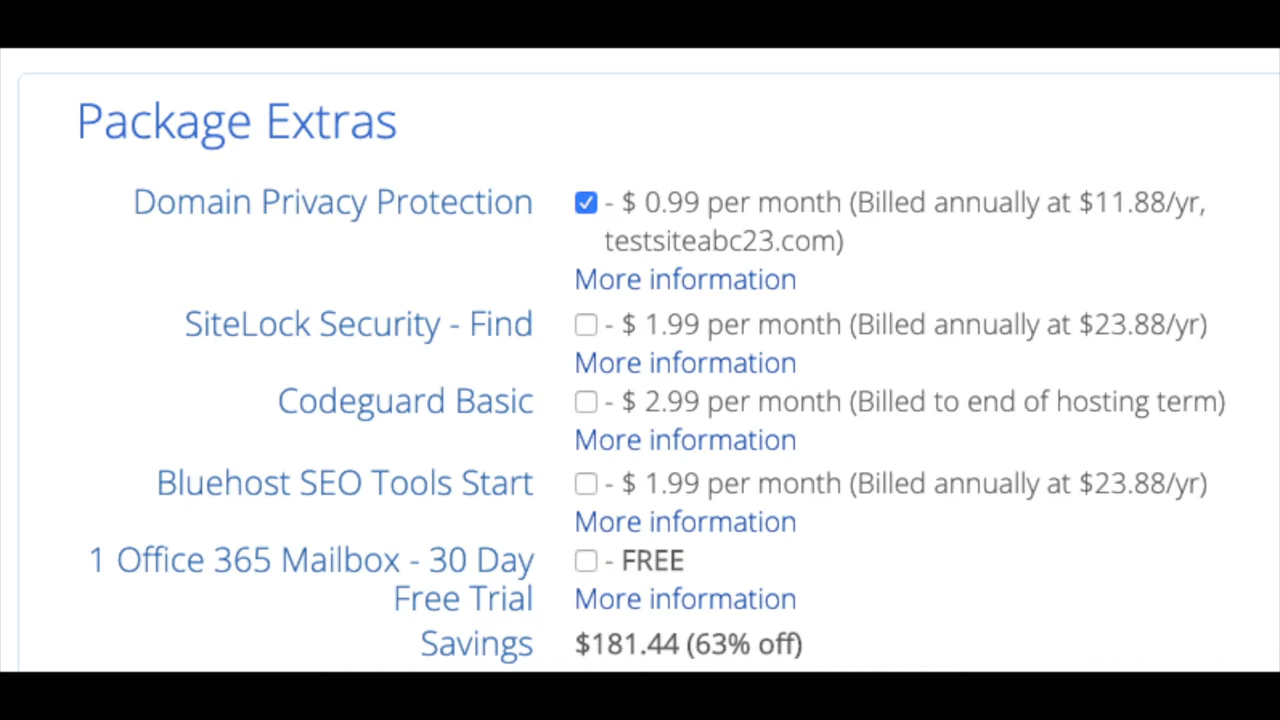 Package Extras
Domain Privacy Protection - $ 0.99 per month (Billed annually at $11.88/yr,
testsiteabc23.com)
More information
SiteLock Security - Find - $ 1.99 per month (Billed annually at $23.88/yr)
More information
Codeguard Basic - $ 2.99 per month (Billed to end of hosting term)
More information
Bluehost SEO Tools Start - $ 1.99 per month (Billed annually at $23.88/yr)
More information
1 Office 365 Mailbox - 30 Day - FREE
Free Trial More information
Savings $181.44 (63% off)